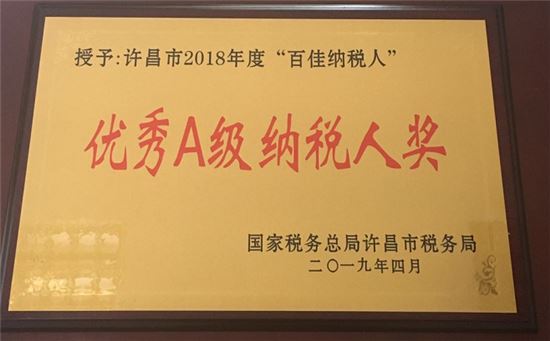 授予:许昌市2018年度“百佳纳税人”
优秀A级纳税人奖
国家税务总局许昌市税务局
二〇一九年四月